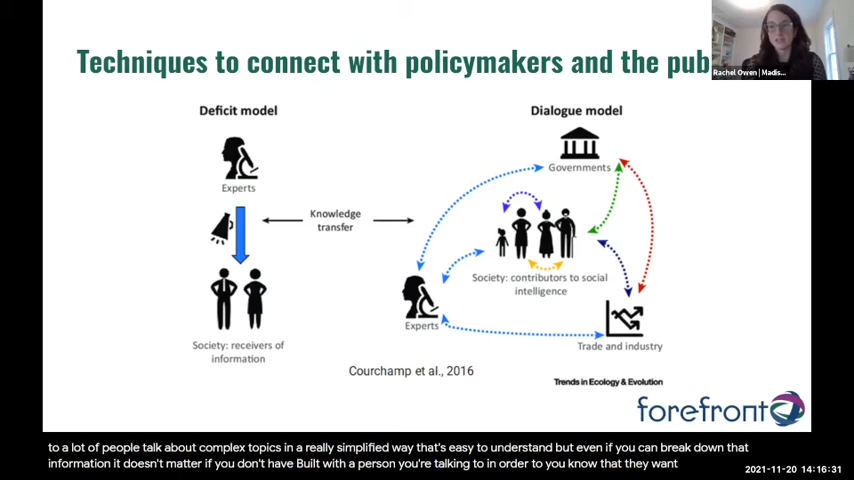 Techniques to connect with policymakers and the pub
Rachel Owen | Madis...
Deficit model
Dialogue model
Experts
Governments
Knowledge
transfer
Society: contributors to social
intelligence
Experts
Society: receivers of
information
Trade and industry
Courchamp et al., 2016
Trends in Ecology & Evolution
forefront
to a lot of people talk about complex topics in a really simplified way that's easy to understand but even if you can break down that
information it doesn't matter if you don't have Built with a person you're talking to in order to you know that they want
2021-11-20 14:16:31